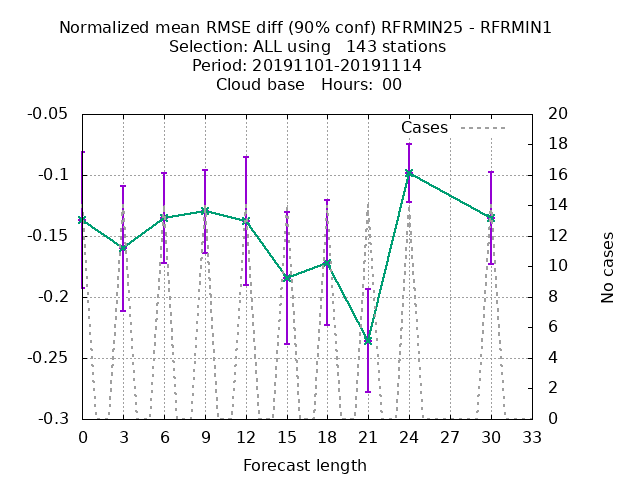 Normalized mean RMSE diff (90% conf) RFRMIN25 - RFRMIN1
Selection: ALL using   143 stations
Period: 20191101-20191114
Cloud base   Hours: 00
Cases
-0.05
-0.1
-0.15
-0.2
-0.25
-0.3
20
18
16
14
12
10
8
6
4
2
0
No cases
0 3 6 9 12 15 18 21 24 27 30 33
Forecast length